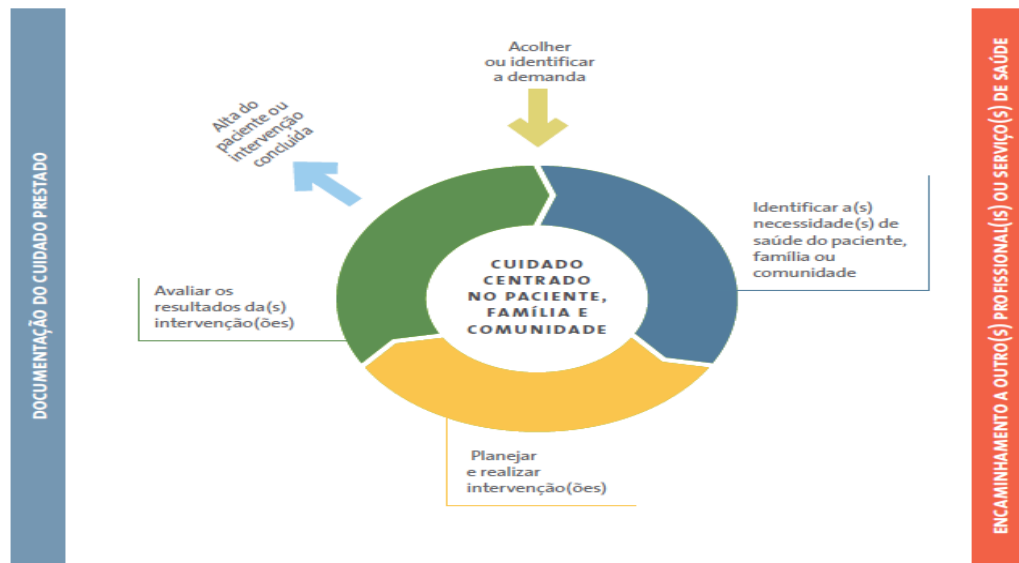 DOCUMENTAÇÃO DO CUIDADO PRESTADO
Acolher
ou identificar
a demanda
Alta do
paciente ou
intervenção
concluída
Identificar a(s)
necessidade(s) de
saúde do paciente,
família ou
comunidade
CUIDADO
CENTRADO
NO PACIENTE,
FAMÍLIA E
COMUNIDADE
Avaliar os
resultados da(s)
intervenção(ões)
Planejar
e realizar
intervenção(ões)
ENCAMINHAMENTO A OUTRO(S) PROFISSIONAL(IS) OU SERVIÇO(S) DE SAÚDE